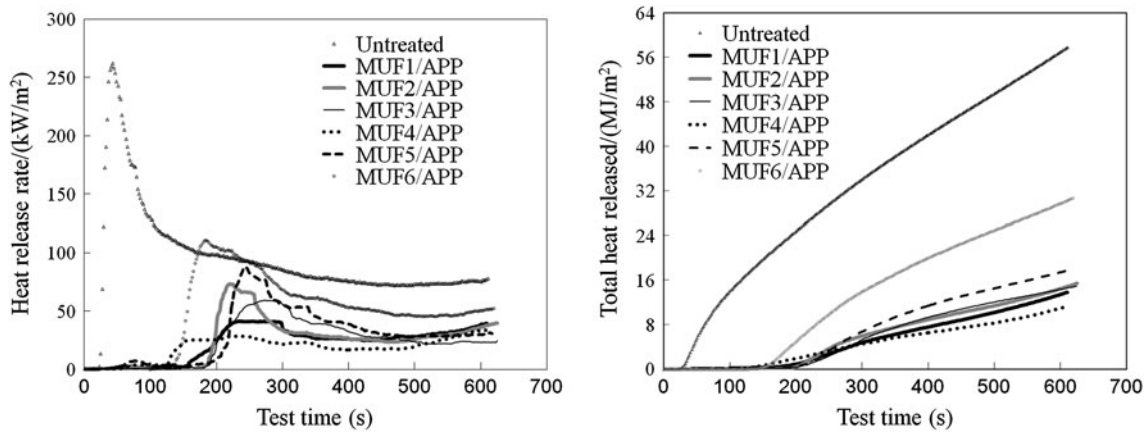 Heat release rate/(kW/m²)
300
250
200
150
100
50
0
Untreated
MUF1/APP
MUF2/APP
MUF3/APP
MUF4/APP
MUF5/APP
MUF6/APP
0 100 200 300 400 500 600 700
Test time (s)
Total heat released/(MJ/m²)
64
56
48
40
32
24
16
8
0
Untreated
MUF1/APP
MUF2/APP
MUF3/APP
MUF4/APP
MUF5/APP
MUF6/APP
0 100 200 300 400 500 600 700
Test time (s)